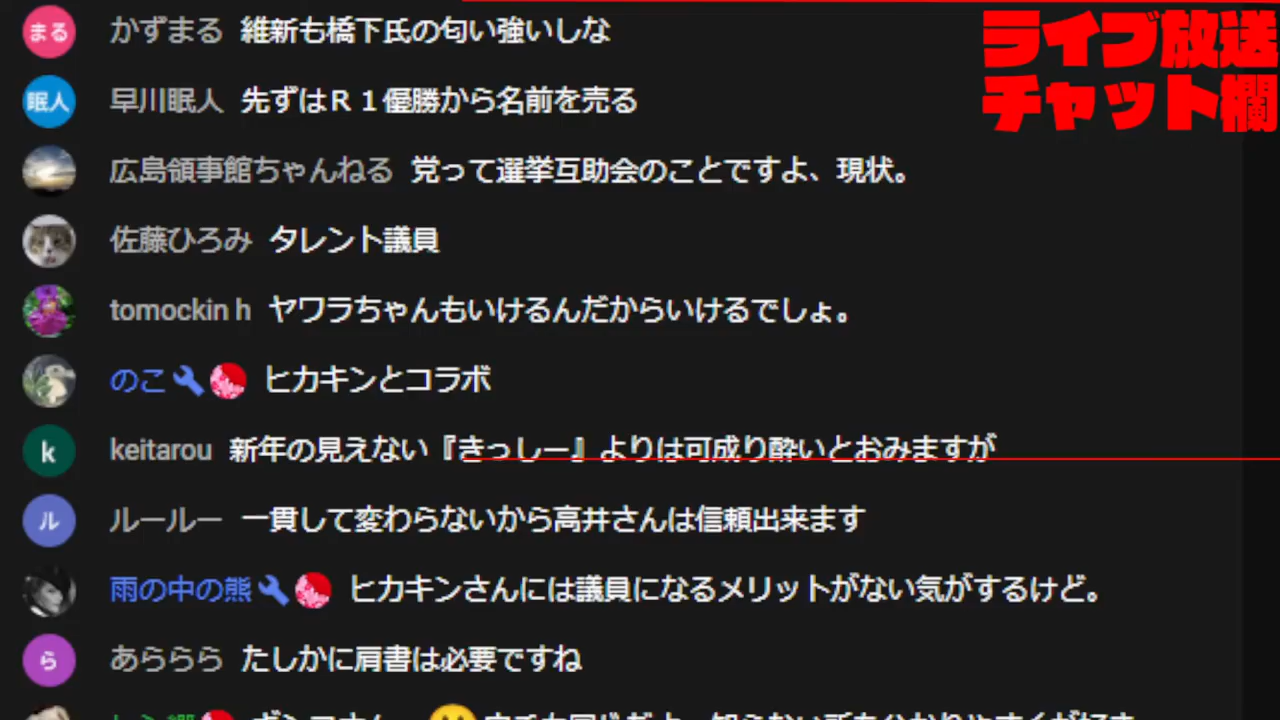 まる かずまる 維新も橋下氏の匂い強いしな
ライブ放送
チャット欄
眠人 早川眠人 先ずはR1優勝から名前を売る
広島領事館ちゃんねる 党って選挙互助会のことですよ、現状。
佐藤ひろみ タレント議員
tomockin h ヤワラちゃんもいけるんだからいけるでしょ。
のこ ヒカキンとコラボ
k keitarou 新年の見えない『きっしー』よりは可成り酔いとおみますが
ル ルールー 一貫して変わらないから高井さんは信頼出来ます
雨の中の熊 ヒカキンさんには議員になるメリットがない気がするけど。
ら あららら たしかに肩書は必要ですね